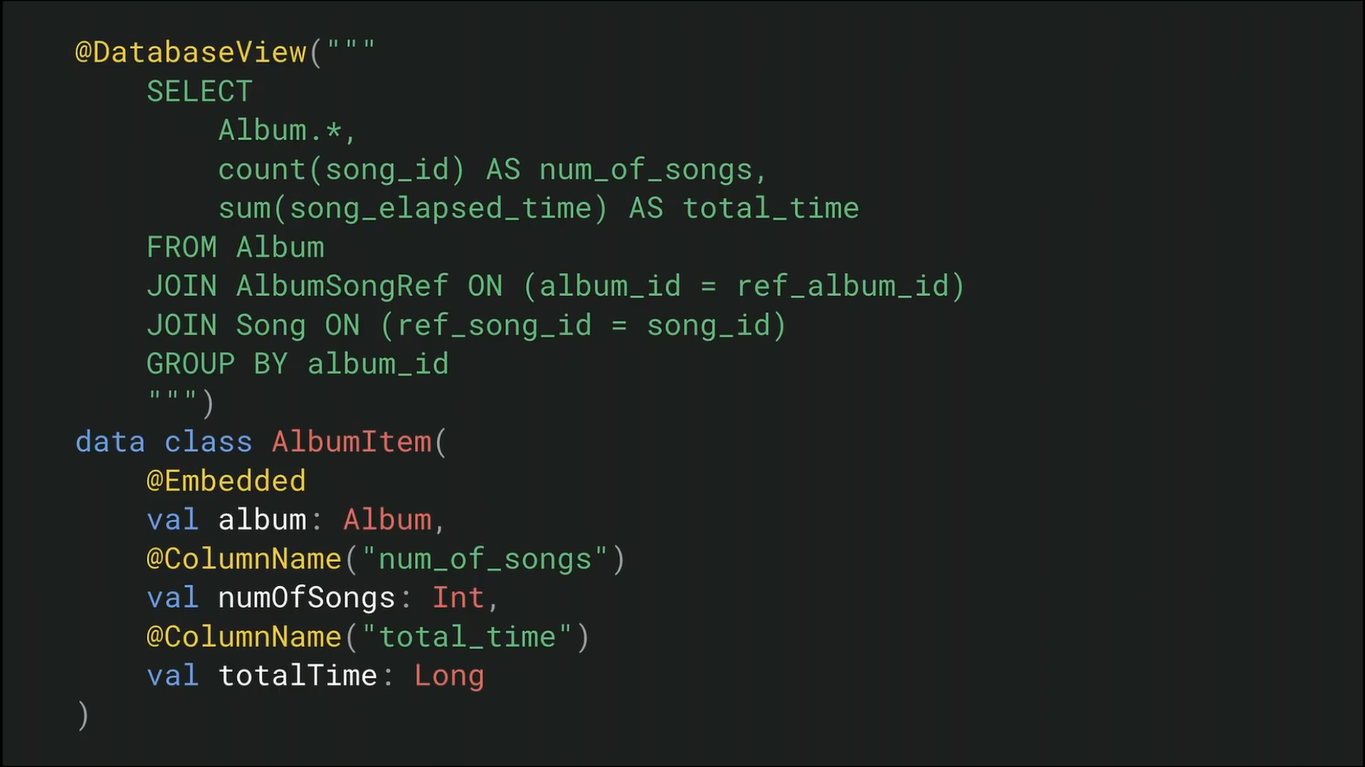 @DatabaseView("""
    SELECT
        Album.*,
        count(song_id) AS num_of_songs,
        sum(song_elapsed_time) AS total_time
    FROM Album
    JOIN AlbumSongRef ON (album_id = ref_album_id)
    JOIN Song ON (ref_song_id = song_id)
    GROUP BY album_id
    """)
data class AlbumItem(
    @Embedded
    val album: Album,
    @ColumnName("num_of_songs")
    val numOfSongs: Int,
    @ColumnName("total_time")
    val totalTime: Long
)